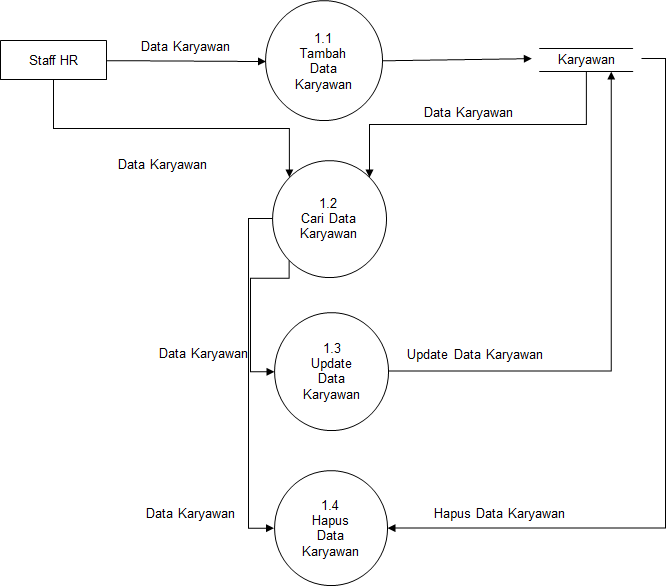 Staff HR
Data Karyawan
1.1
Tambah
Data
Karyawan
Karyawan
Data Karyawan
Data Karyawan
1.2
Cari Data
Karyawan
Data Karyawan
1.3
Update
Data
Karyawan
Update Data Karyawan
Data Karyawan
1.4
Hapus
Data
Karyawan
Hapus Data Karyawan